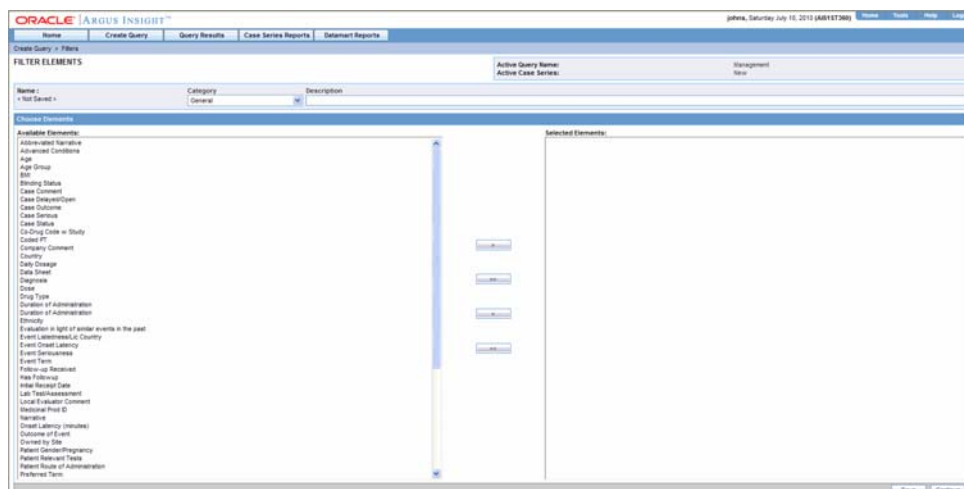 ORACLE ARGUS INSIGHT™
johns, Saturday July 10, 2010 (AI61ST360) Home Tools Help Log
Home Create Query Query Results Case Series Reports Datamart Reports
Create Query > Filters
FILTER ELEMENTS
Active Query Name: Management
Active Case Series: New
Name : Category Description
< Not Saved > General
Choose Elements
Available Elements: Selected Elements:
Abbreviated Narrative
Advanced Conditions
Age
Age Group
BMI
Blinding Status
Case Comment
Case Delayed/Open
Case Outcome
Case Serious
Case Status
Co-Drug Code w Study
Coded PT
Company Comment
Country
Daily Dosage
Data Sheet
Diagnosis
Dose
Drug Type
Duration of Administration
Duration of Administration
Ethnicity
Evaluation in light of similar events in the past
Event Listedness/Lic Country
Event Onset Latency
Event Seriousness
Event Term
Follow-up Received
Has Followup
Initial Receipt Date
Lab Test/Assessment
Local Evaluator Comment
Medicinal Prod ID
Narrative
Onset Latency (minutes)
Outcome of Event
Owned by Site
Patient Gender/Pregnancy
Patient Relevant Tests
Patient Route of Administration
Preferred Term